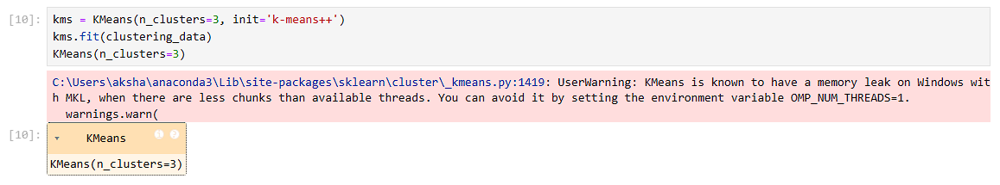 [10]: kms = KMeans(n_clusters=3, init='k-means++')
kms.fit(clustering_data)
KMeans(n_clusters=3)
C:\Users\aksha\anaconda3\Lib\site-packages\sklearn\cluster\_kmeans.py:1419: UserWarning: KMeans is known to have a memory leak on Windows wit
h MKL, when there are less chunks than available threads. You can avoid it by setting the environment variable OMP_NUM_THREADS=1.
  warnings.warn(
[10]: ▾ KMeans i ?
KMeans(n_clusters=3)